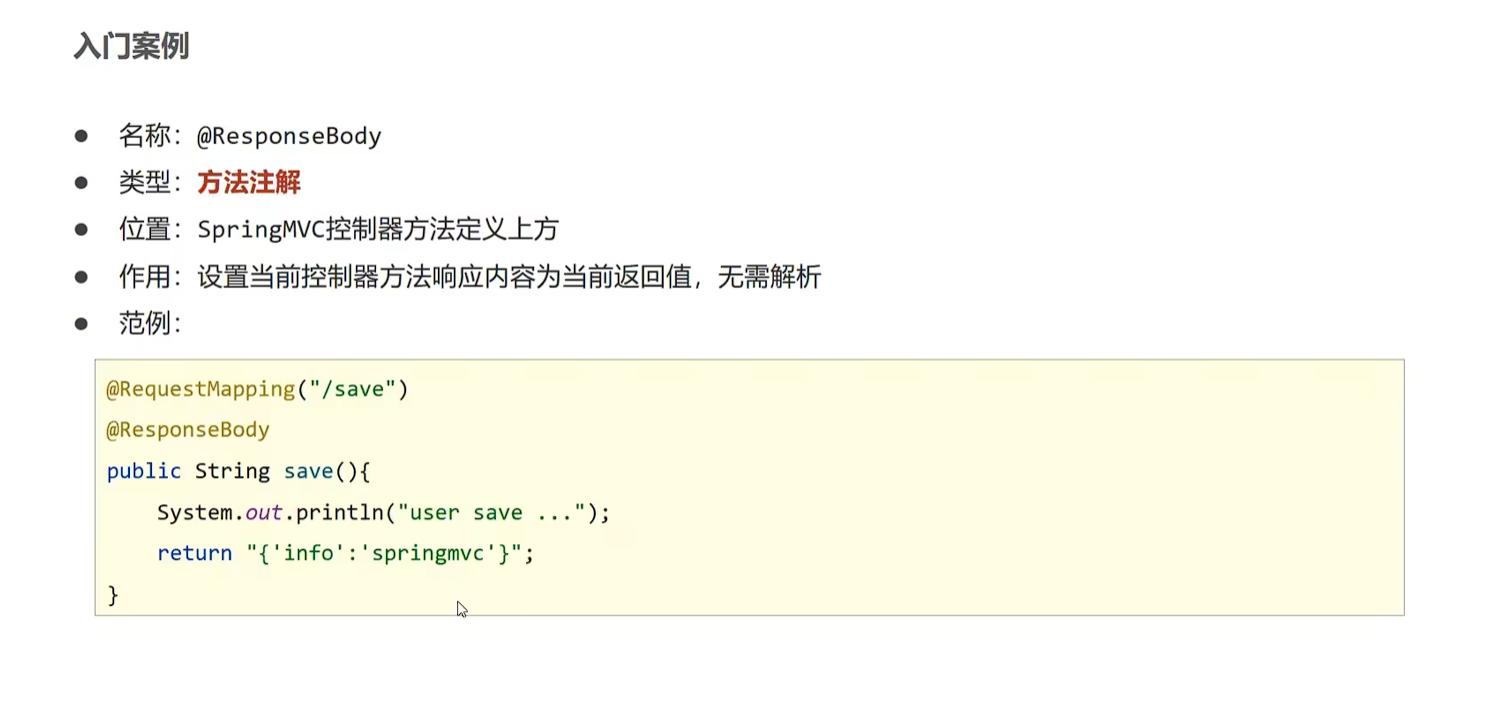 入门案例
● 名称：@ResponseBody
● 类型：方法注解
● 位置：SpringMVC控制器方法定义上方
● 作用：设置当前控制器方法响应内容为当前返回值，无需解析
● 范例：
@RequestMapping("/save")
@ResponseBody
public String save(){
    System.out.println("user save ...");
    return "{'info':'springmvc'}";
}